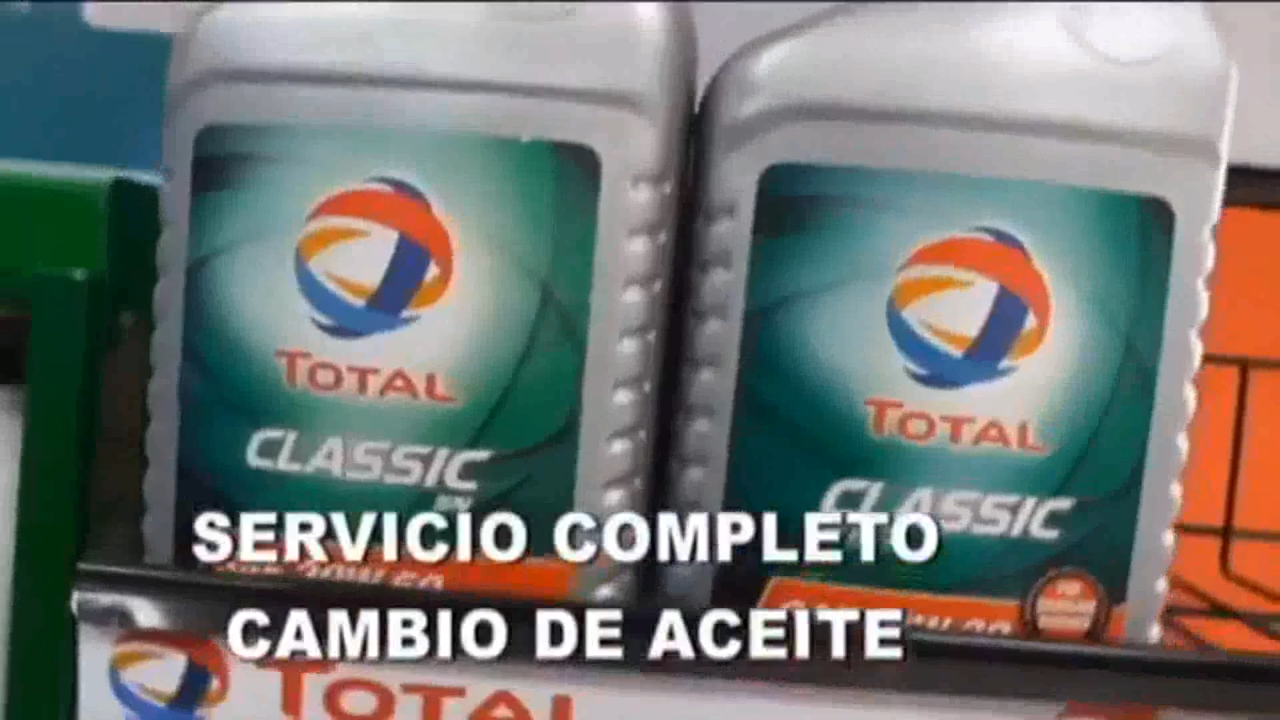 TOTAL
CLASSIC
TOTAL
CLASSIC
SERVICIO COMPLETO
CAMBIO DE ACEITE
TOTAL